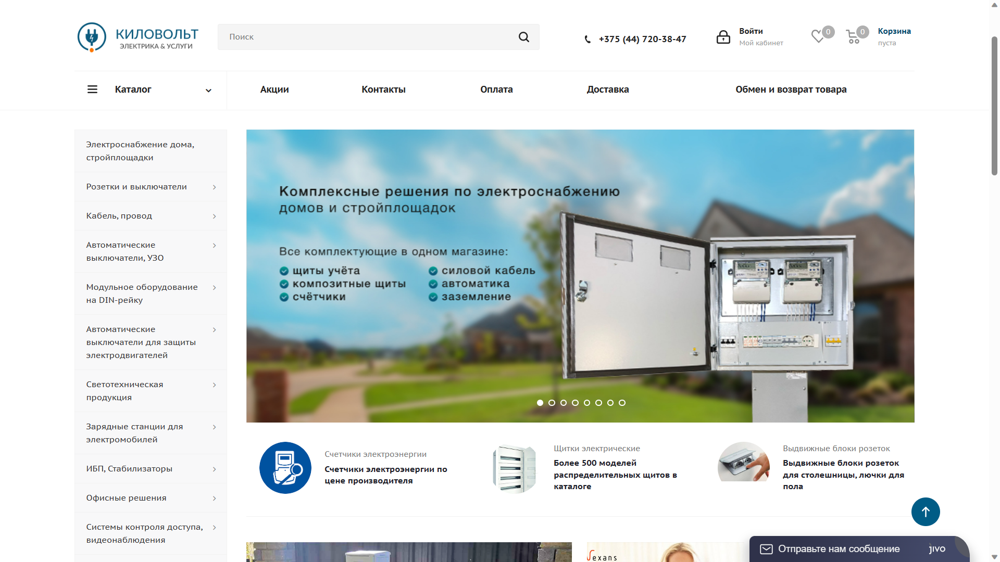 КИЛОВОЛЬТ
ЭЛЕКТРИКА & УСЛУГИ
Поиск
+375 (44) 720-38-47
Войти
Мой кабинет
0
0
Корзина
пуста
Каталог
Акции
Контакты
Оплата
Доставка
Обмен и возврат товара
Электроснабжение дома,
стройплощадки
Розетки и выключатели
Кабель, провод
Автоматические
выключатели, УЗО
Модульное оборудование
на DIN-рейку
Автоматические
выключатели для защиты
электродвигателей
Светотехническая
продукция
Зарядные станции для
электромобилей
ИБП, Стабилизаторы
Офисные решения
Системы контроля доступа,
видеонаблюдения
Комплексные решения по электроснабжению
домов и стройплощадок
Все комплектующие в одном магазине:
щиты учёта
композитные щиты
счётчики
силовой кабель
автоматика
заземление
Счетчики электроэнергии
Счетчики электроэнергии по
цене производителя
Щитки электрические
Более 500 моделей
распределительных щитов в
каталоге
Выдвижные блоки розеток
Выдвижные блоки розеток
для столешницы, лючки для
пола
exans
Отправьте нам сообщение
jivo